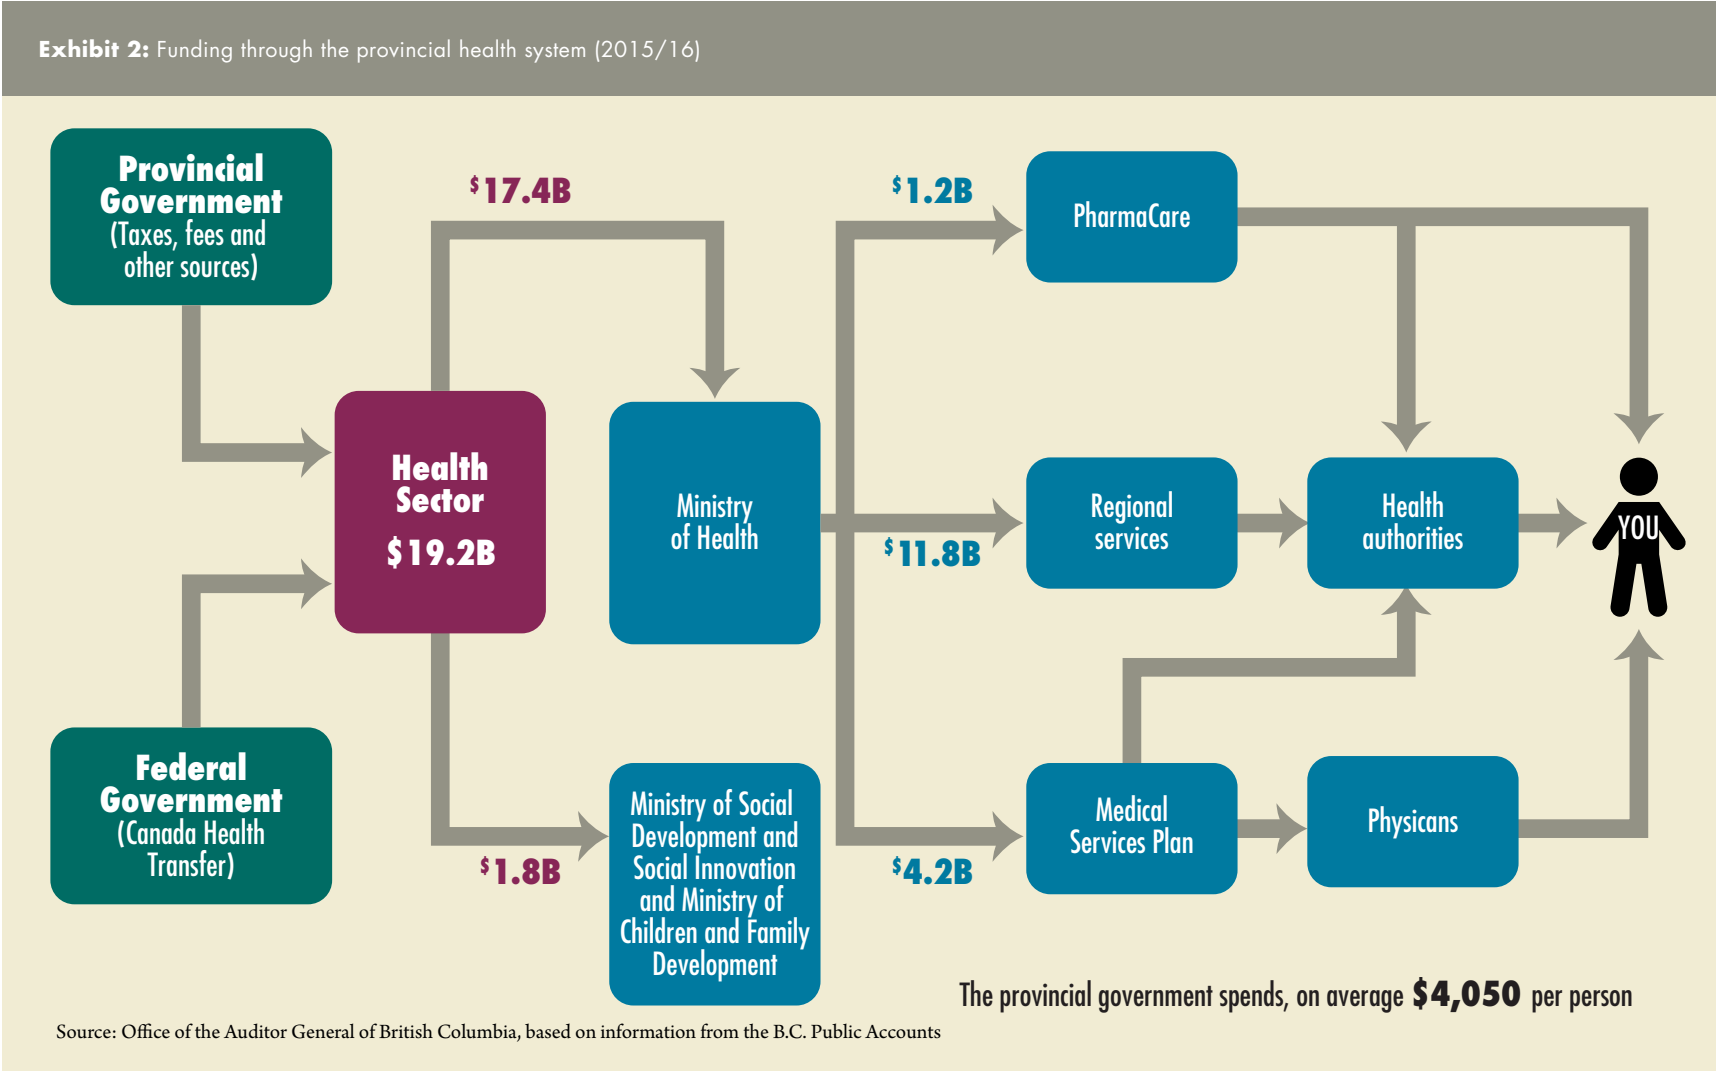 Exhibit 2: Funding through the provincial health system (2015/16)
Provincial
Government
(Taxes, fees and
other sources)
$17.4B
$1.2B
PharmaCare
Health
Sector
$19.2B
Ministry
of Health
$11.8B
Regional
services
Health
authorities
YOU
Federal
Government
(Canada Health
Transfer)
$1.8B
Ministry of Social
Development and
Social Innovation
and Ministry of
Children and Family
Development
$4.2B
Medical
Services Plan
Physicans
The provincial government spends, on average $4,050 per person
Source: Office of the Auditor General of British Columbia, based on information from the B.C. Public Accounts